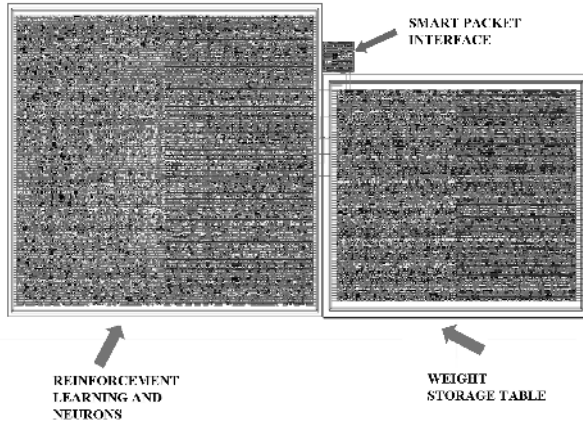 SMART PACKET
INTERFACE
REINFORCEMENT
LEARNING AND
NEURONS
WEIGHT
STORAGE TABLE